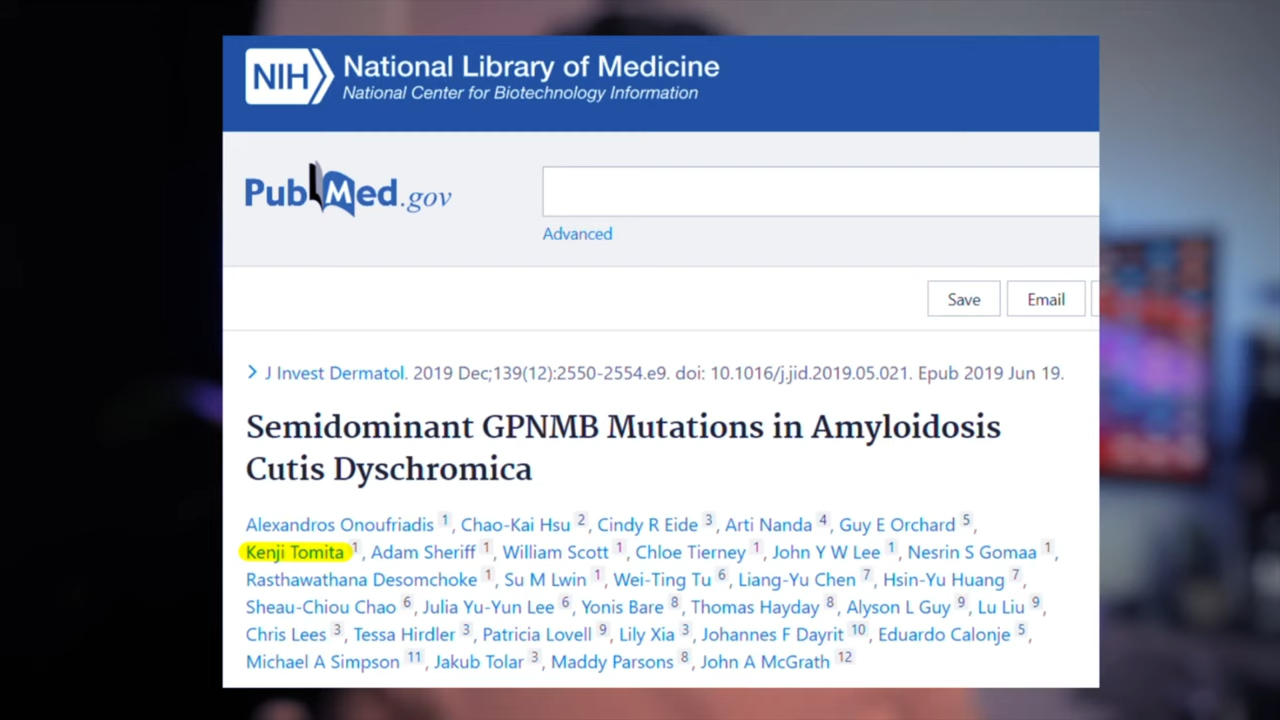 NIH National Library of Medicine
National Center for Biotechnology Information
PubMed.gov
Advanced
Save Email
J Invest Dermatol. 2019 Dec;139(12):2550-2554.e9. doi: 10.1016/j.jid.2019.05.021. Epub 2019 Jun 19.
Semidominant GPNMB Mutations in Amyloidosis
Cutis Dyschromica
Alexandros Onoufriadis 1, Chao-Kai Hsu 2, Cindy R Eide 3, Arti Nanda 4, Guy E Orchard 5,
Kenji Tomita 1, Adam Sheriff 1, William Scott 1, Chloe Tierney 1, John Y W Lee 1, Nesrin S Gomaa 1,
Rasthawathana Desomchoke 1, Su M Lwin 1, Wei-Ting Tu 6, Liang-Yu Chen 7, Hsin-Yu Huang 7,
Sheau-Chiou Chao 6, Julia Yu-Yun Lee 6, Yonis Bare 8, Thomas Hayday 8, Alyson L Guy 9, Lu Liu 9,
Chris Lees 3, Tessa Hirdler 3, Patricia Lovell 9, Lily Xia 3, Johannes F Dayrit 10, Eduardo Calonje 5,
Michael A Simpson 11, Jakub Tolar 3, Maddy Parsons 8, John A McGrath 12